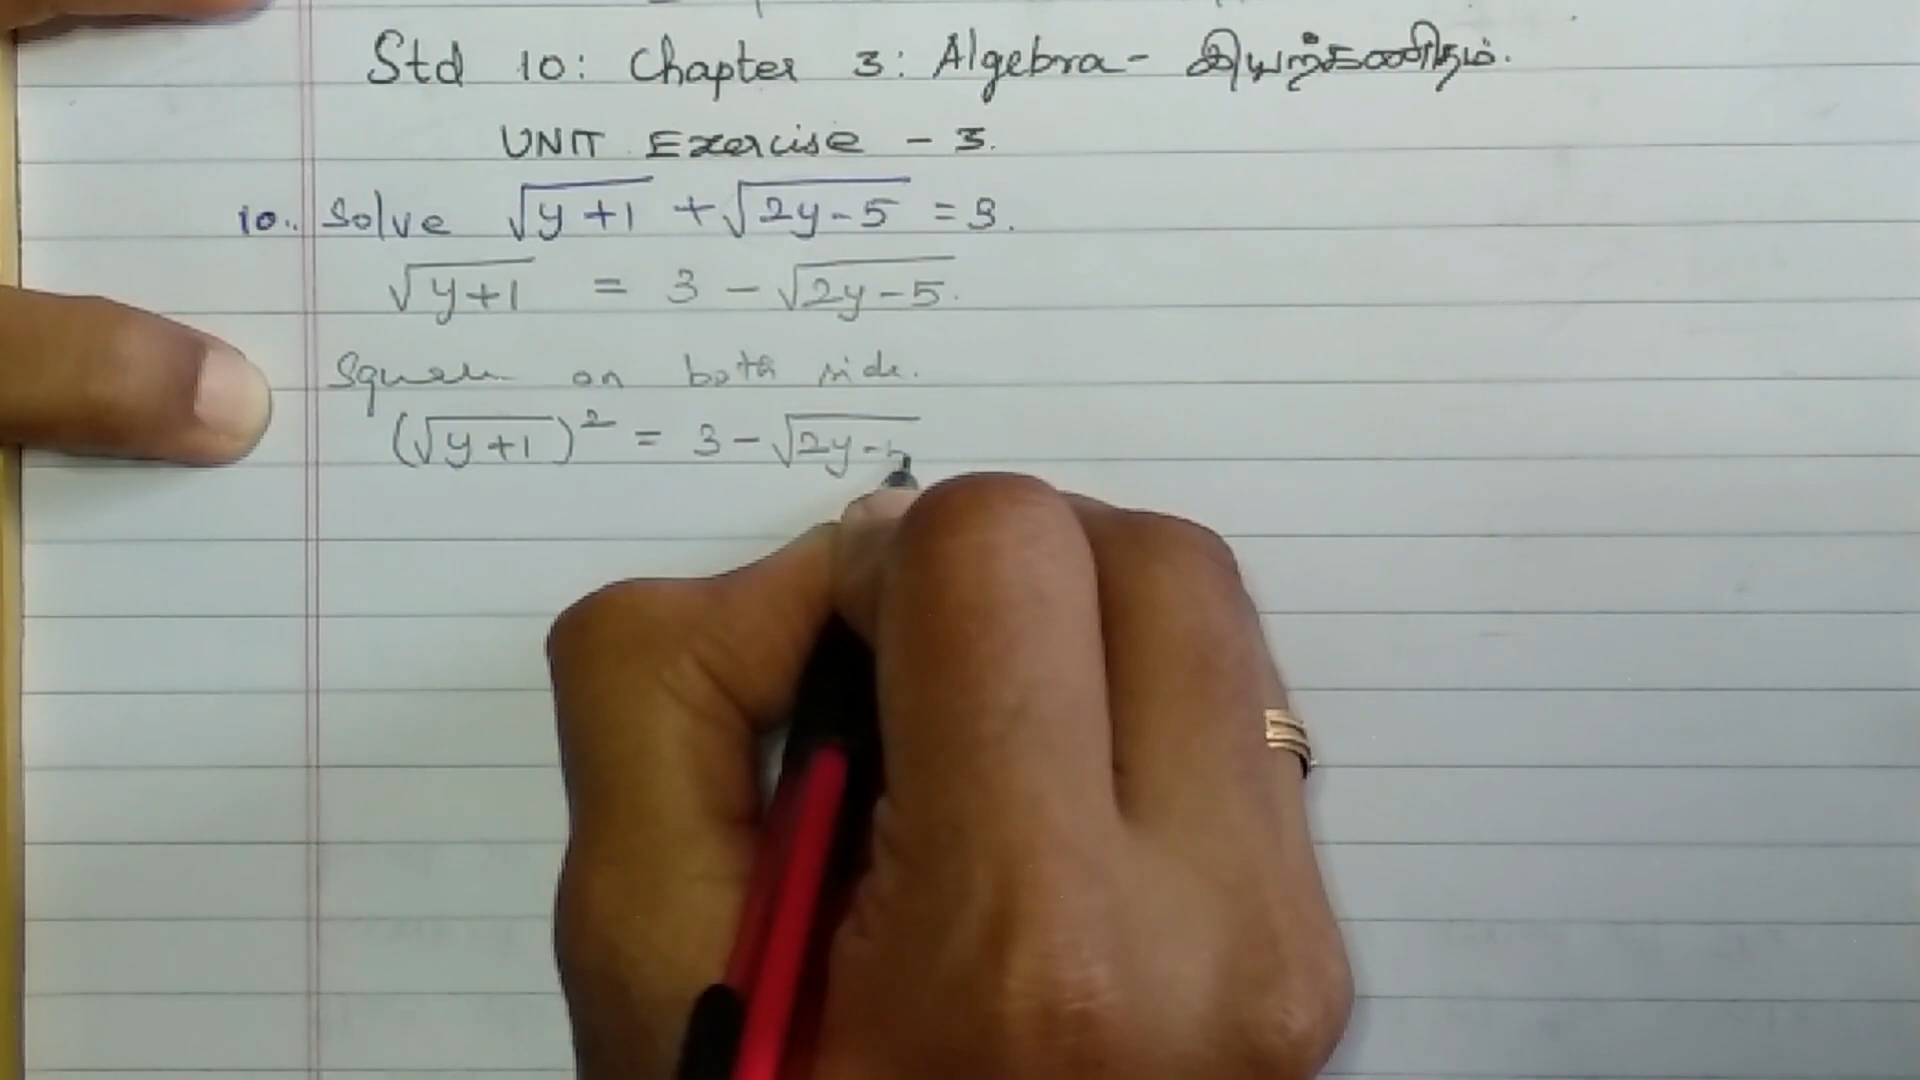 Std 10: Chapter 3: Algebra - இயற்கணிதம்.
UNIT Exercise - 3.
10. Solve √(y+1) + √(2y-5) = 3.
√(y+1) = 3 - √(2y-5).
Square on both side.
(√(y+1))² = 3 - √(2y-5